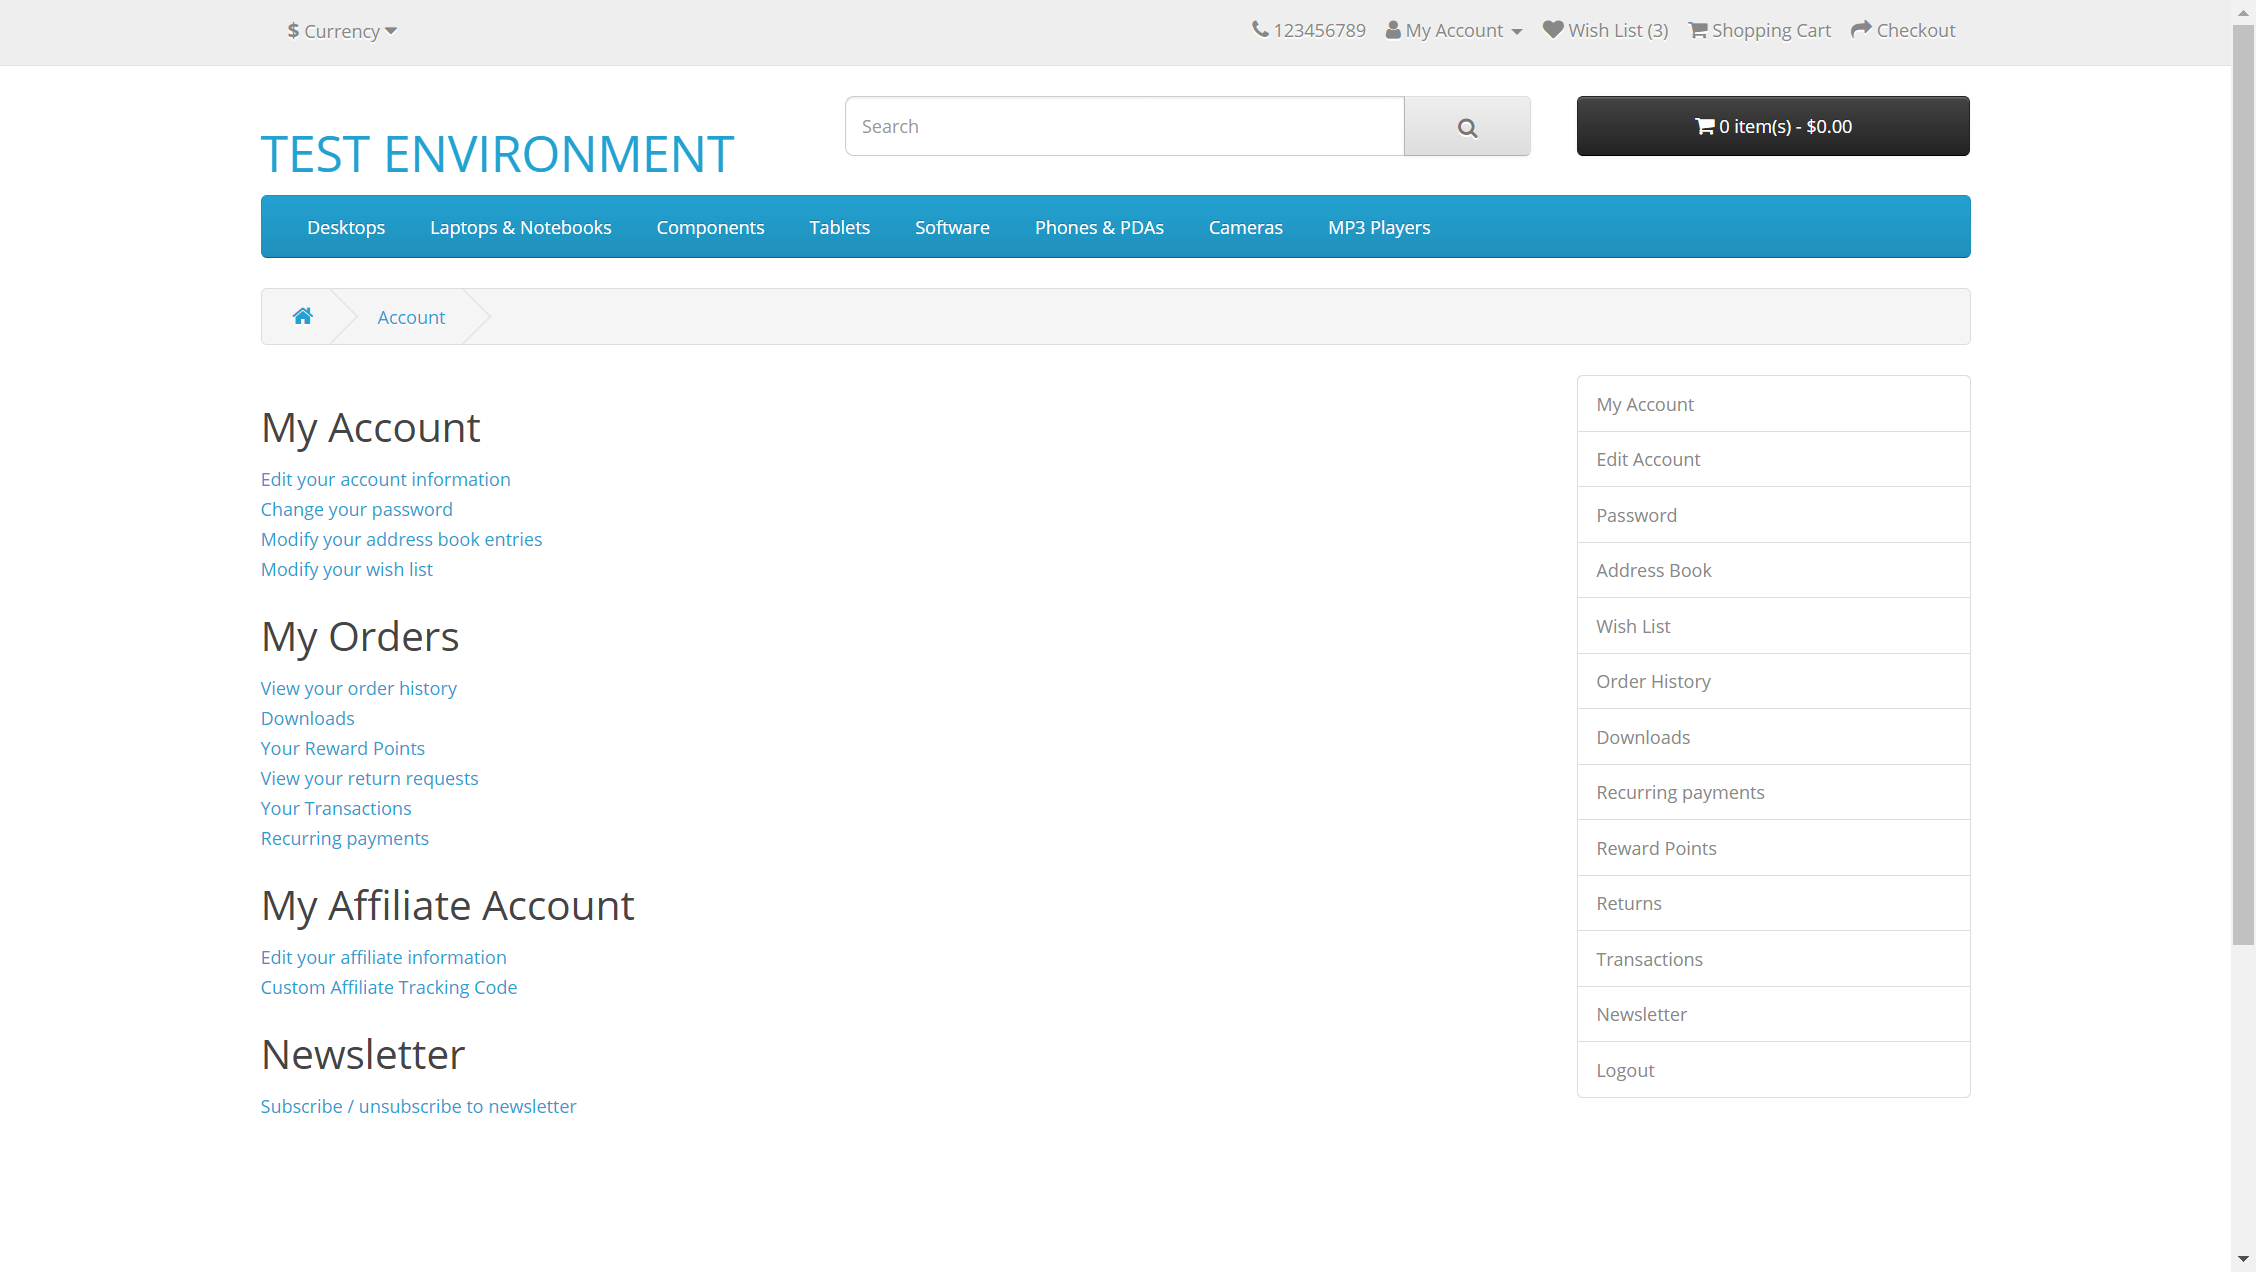 $ Currency
123456789
My Account
Wish List (3)
Shopping Cart
Checkout
TEST ENVIRONMENT
Search
0 item(s) - $0.00
Desktops
Laptops & Notebooks
Components
Tablets
Software
Phones & PDAs
Cameras
MP3 Players
Account
My Account
Edit your account information
Change your password
Modify your address book entries
Modify your wish list
My Orders
View your order history
Downloads
Your Reward Points
View your return requests
Your Transactions
Recurring payments
My Affiliate Account
Edit your affiliate information
Custom Affiliate Tracking Code
Newsletter
Subscribe / unsubscribe to newsletter
My Account
Edit Account
Password
Address Book
Wish List
Order History
Downloads
Recurring payments
Reward Points
Returns
Transactions
Newsletter
Logout